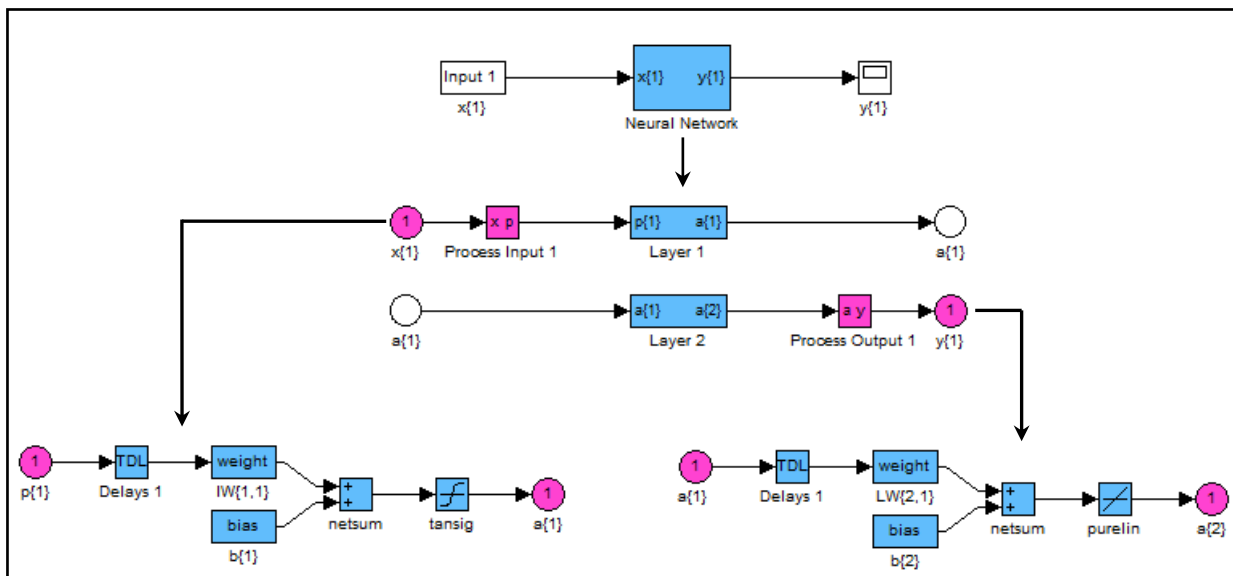 Input 1
x{1}
x{1} y{1}
Neural Network
y{1}
1
x{1}
x p
Process Input 1
p{1} a{1}
Layer 1
a{1}
a{1}
a{1} a{2}
Layer 2
a y
Process Output 1
1
y{1}
1
p{1}
TDL
Delays 1
weight
IW{1,1}
bias
b{1}
+
+
netsum
tansig
1
a{1}
1
a{1}
TDL
Delays 1
weight
LW{2,1}
bias
b{2}
+
+
netsum
purelin
1
a{2}